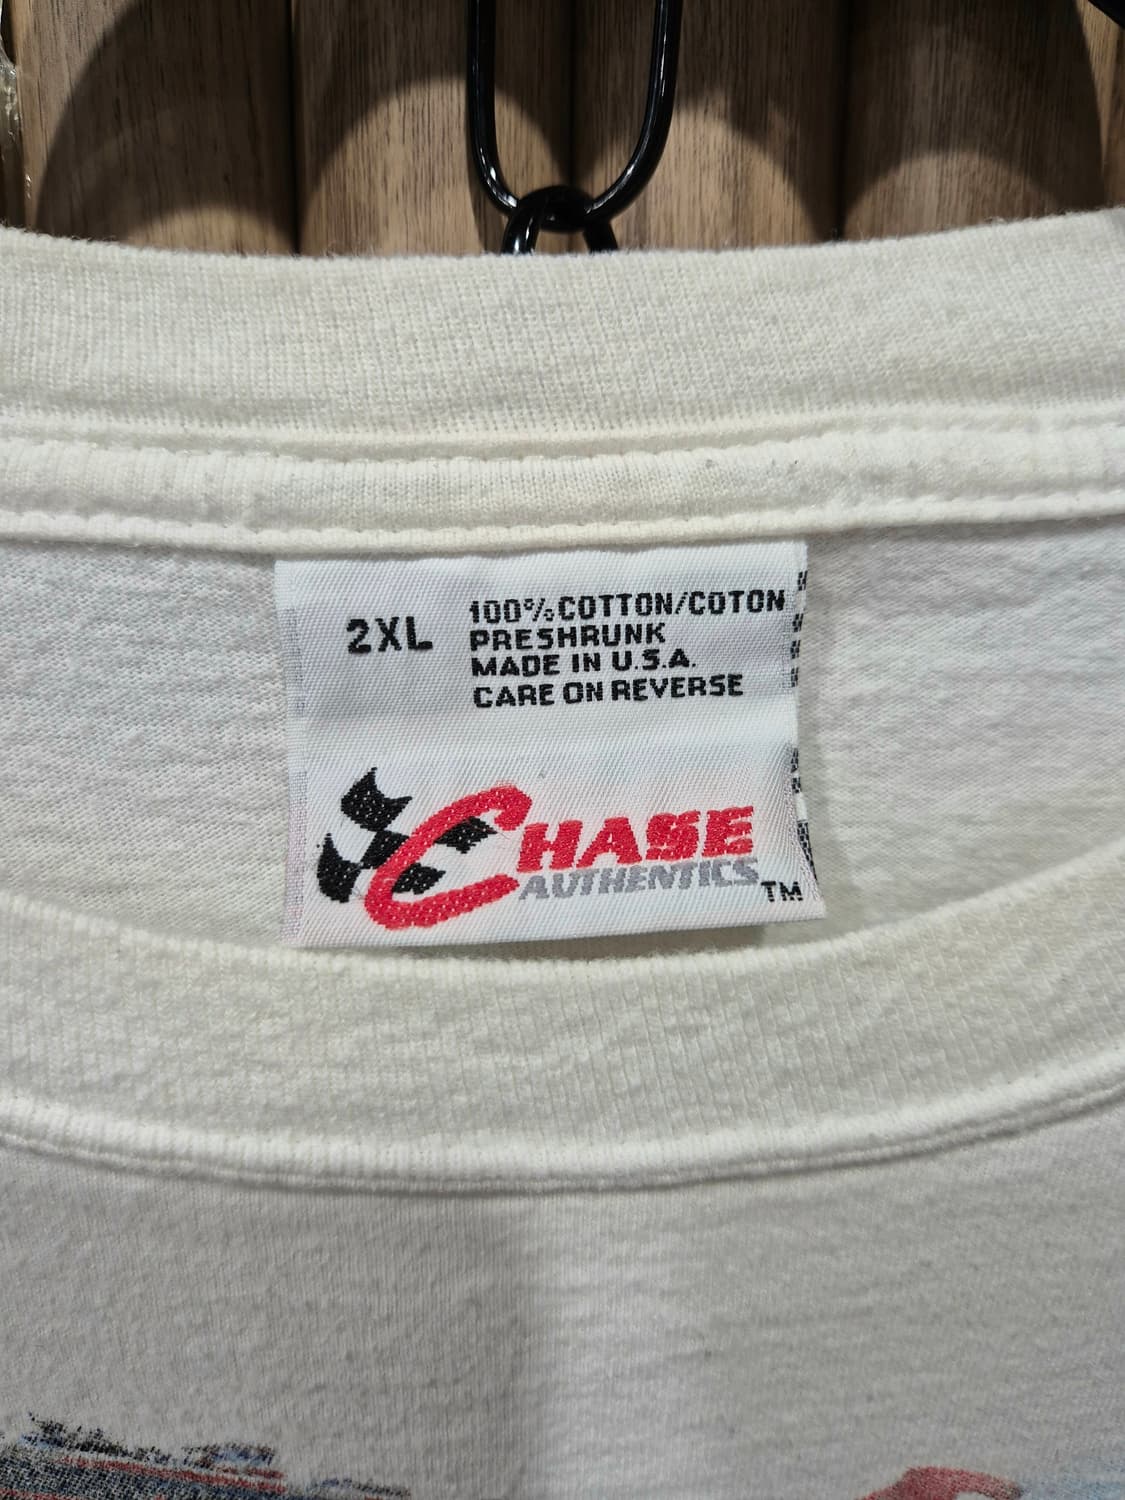 2XL
100% COTTON/COTON
PRESHRUNK
MADE IN U.S.A.
CARE ON REVERSE
CHASE
AUTHENTICS TM